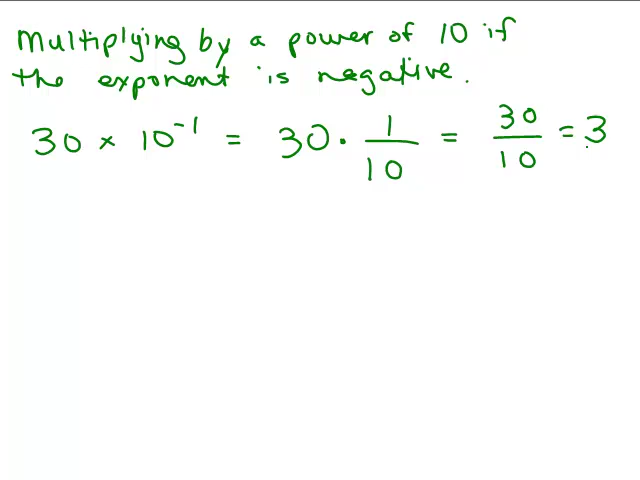 Multiplying by a power of 10 if
the exponent is negative.
30 × 10⁻¹ = 30 · 1/10 = 30/10 = 3